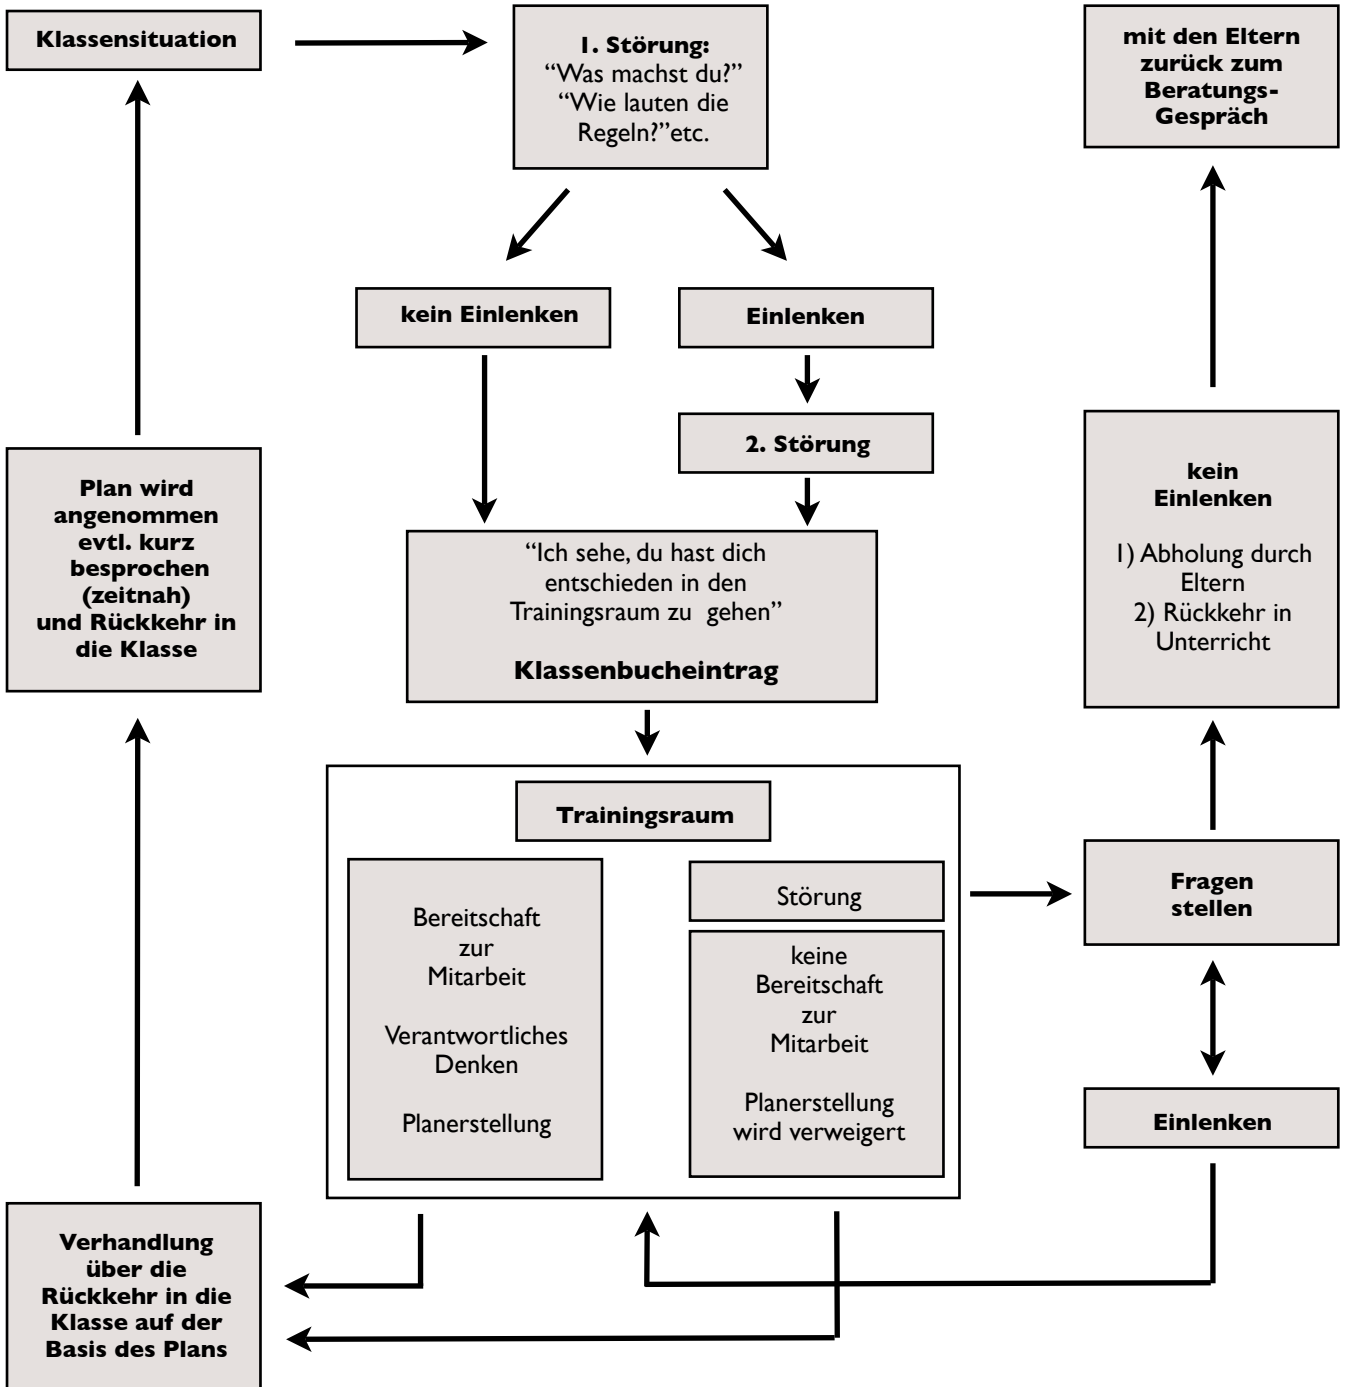 Klassensituation
1. Störung:
“Was machst du?”
“Wie lauten die
Regeln?”etc.
mit den Eltern
zurück zum
Beratungs-
Gespräch
kein Einlenken
Einlenken
2. Störung
Plan wird
angenommen
evtl. kurz
besprochen
(zeitnah)
und Rückkehr in
die Klasse
“Ich sehe, du hast dich
entschieden in den
Trainingsraum zu  gehen”
Klassenbucheintrag
kein
Einlenken
1) Abholung durch
Eltern
2) Rückkehr in
Unterricht
Trainingsraum
Bereitschaft
zur
Mitarbeit
Verantwortliches
Denken
Planerstellung
Störung
keine
Bereitschaft
zur
Mitarbeit
Planerstellung
wird verweigert
Fragen
stellen
Einlenken
Verhandlung
über die
Rückkehr in die
Klasse auf der
Basis des Plans